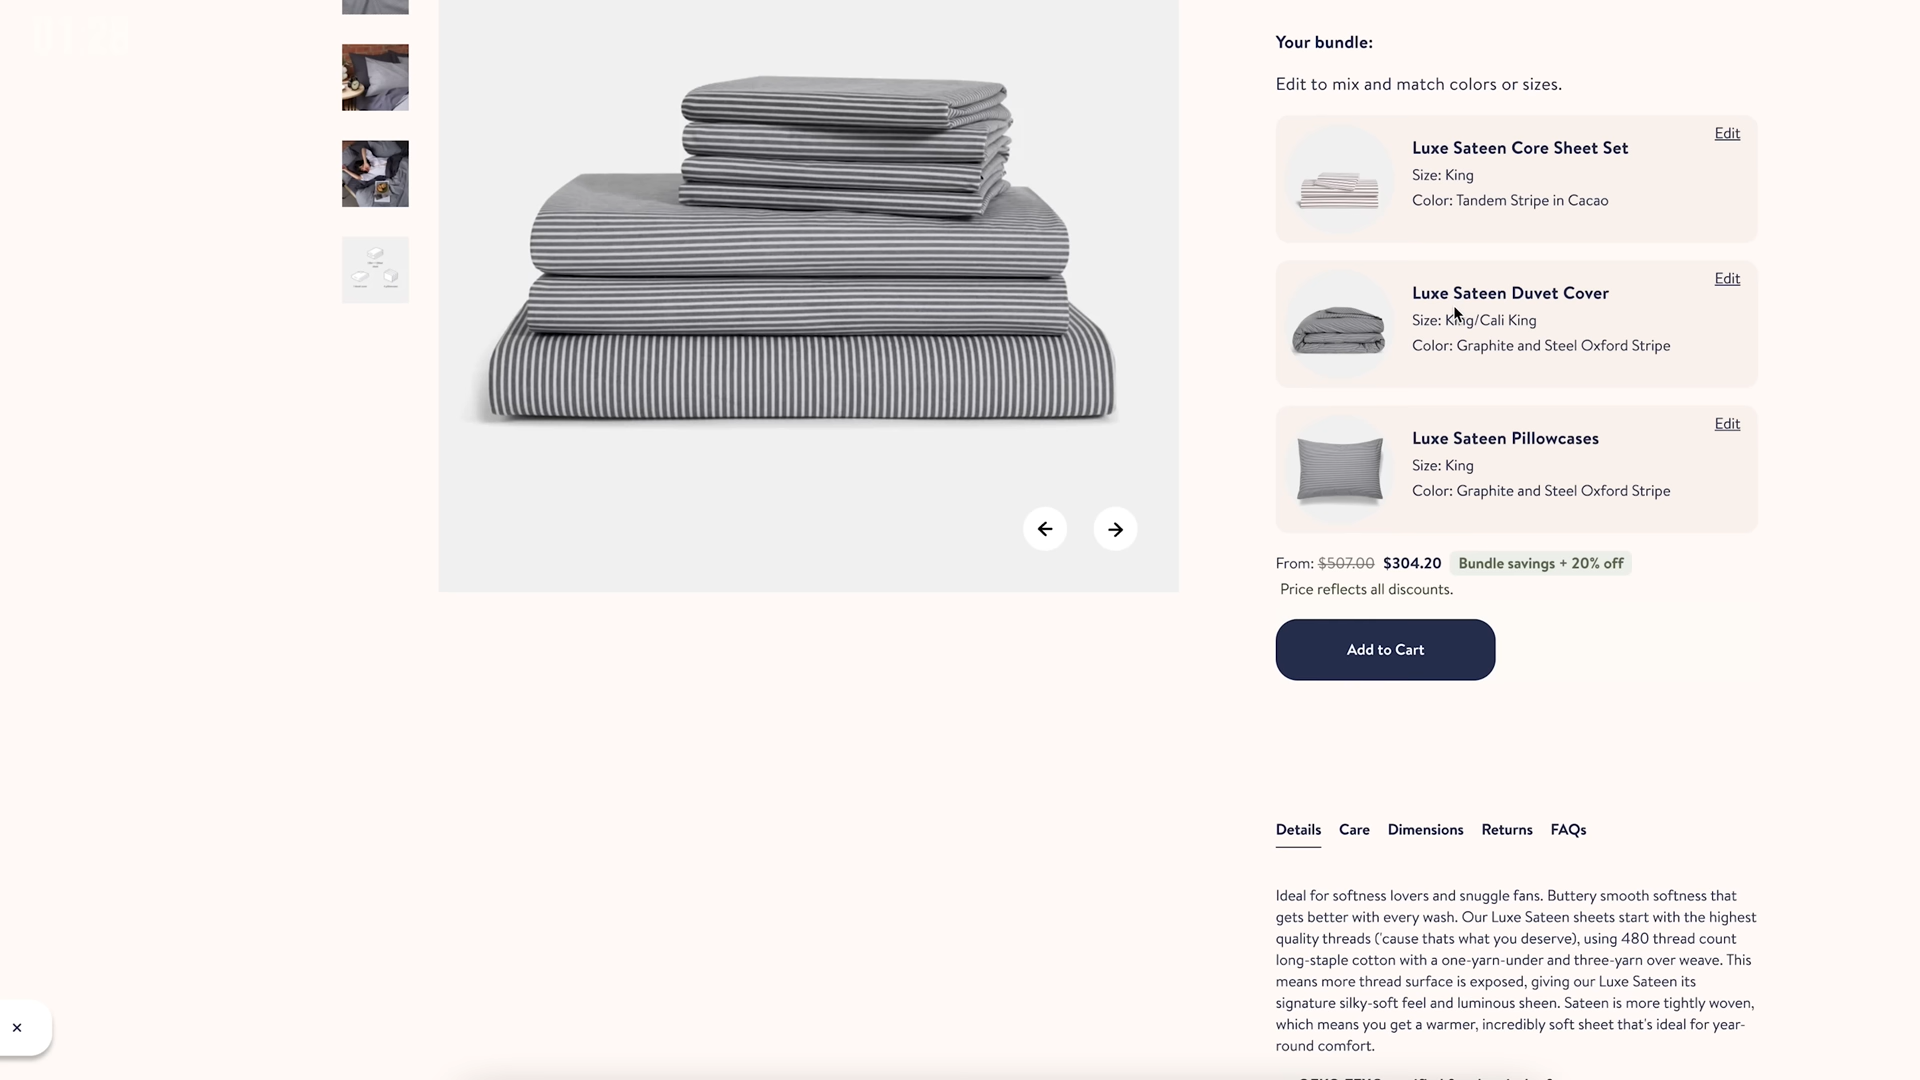 Your bundle:
Edit to mix and match colors or sizes.
Luxe Sateen Core Sheet Set
Edit
Size: King
Color: Tandem Stripe in Cacao
Luxe Sateen Duvet Cover
Edit
Size: King/Cali King
Color: Graphite and Steel Oxford Stripe
Luxe Sateen Pillowcases
Edit
Size: King
Color: Graphite and Steel Oxford Stripe
From: $507.00 $304.20 Bundle savings + 20% off
Price reflects all discounts.
Add to Cart
Details Care Dimensions Returns FAQs
Ideal for softness lovers and snuggle fans. Buttery smooth softness that
gets better with every wash. Our Luxe Sateen sheets start with the highest
quality threads ('cause thats what you deserve), using 480 thread count
long-staple cotton with a one-yarn-under and three-yarn over weave. This
means more thread surface is exposed, giving our Luxe Sateen its
signature silky-soft feel and luminous sheen. Sateen is more tightly woven,
which means you get a warmer, incredibly soft sheet that's ideal for year-
round comfort.